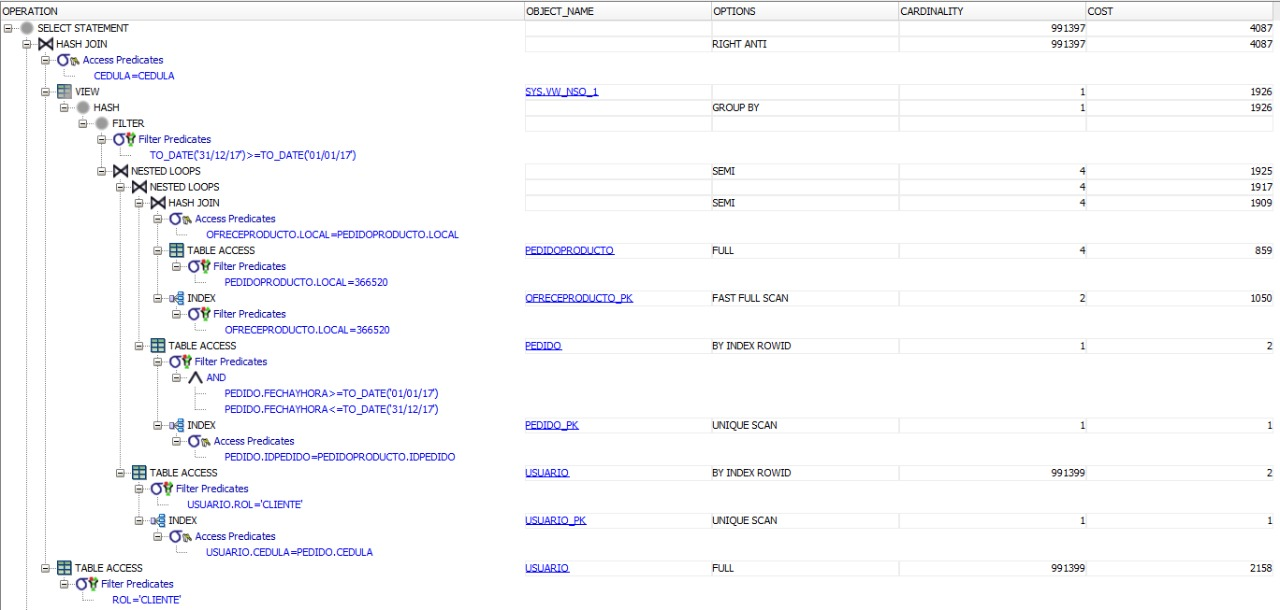 OPERATION OBJECT_NAME OPTIONS CARDINALITY COST
SELECT STATEMENT 991397 4087
HASH JOIN RIGHT ANTI 991397 4087
Access Predicates
CEDULA=CEDULA
VIEW SYS.VW_NSO_1 1 1926
HASH GROUP BY 1 1926
FILTER
Filter Predicates
TO_DATE('31/12/17')>=TO_DATE('01/01/17')
NESTED LOOPS SEMI 4 1925
NESTED LOOPS 4 1917
HASH JOIN SEMI 4 1909
Access Predicates
OFRECEPRODUCTO.LOCAL=PEDIDOPRODUCTO.LOCAL
TABLE ACCESS PEDIDOPRODUCTO FULL 4 859
Filter Predicates
PEDIDOPRODUCTO.LOCAL=366520
INDEX OFRECEPRODUCTO_PK FAST FULL SCAN 2 1050
Filter Predicates
OFRECEPRODUCTO.LOCAL=366520
TABLE ACCESS PEDIDO BY INDEX ROWID 1 2
Filter Predicates
AND
PEDIDO.FECHAYHORA>=TO_DATE('01/01/17')
PEDIDO.FECHAYHORA<=TO_DATE('31/12/17')
INDEX PEDIDO_PK UNIQUE SCAN 1 1
Access Predicates
PEDIDO.IDPEDIDO=PEDIDOPRODUCTO.IDPEDIDO
TABLE ACCESS USUARIO BY INDEX ROWID 991399 2
Filter Predicates
USUARIO.ROL='CLIENTE'
INDEX USUARIO_PK UNIQUE SCAN 1 1
Access Predicates
USUARIO.CEDULA=PEDIDO.CEDULA
TABLE ACCESS USUARIO FULL 991399 2158
Filter Predicates
ROL='CLIENTE'